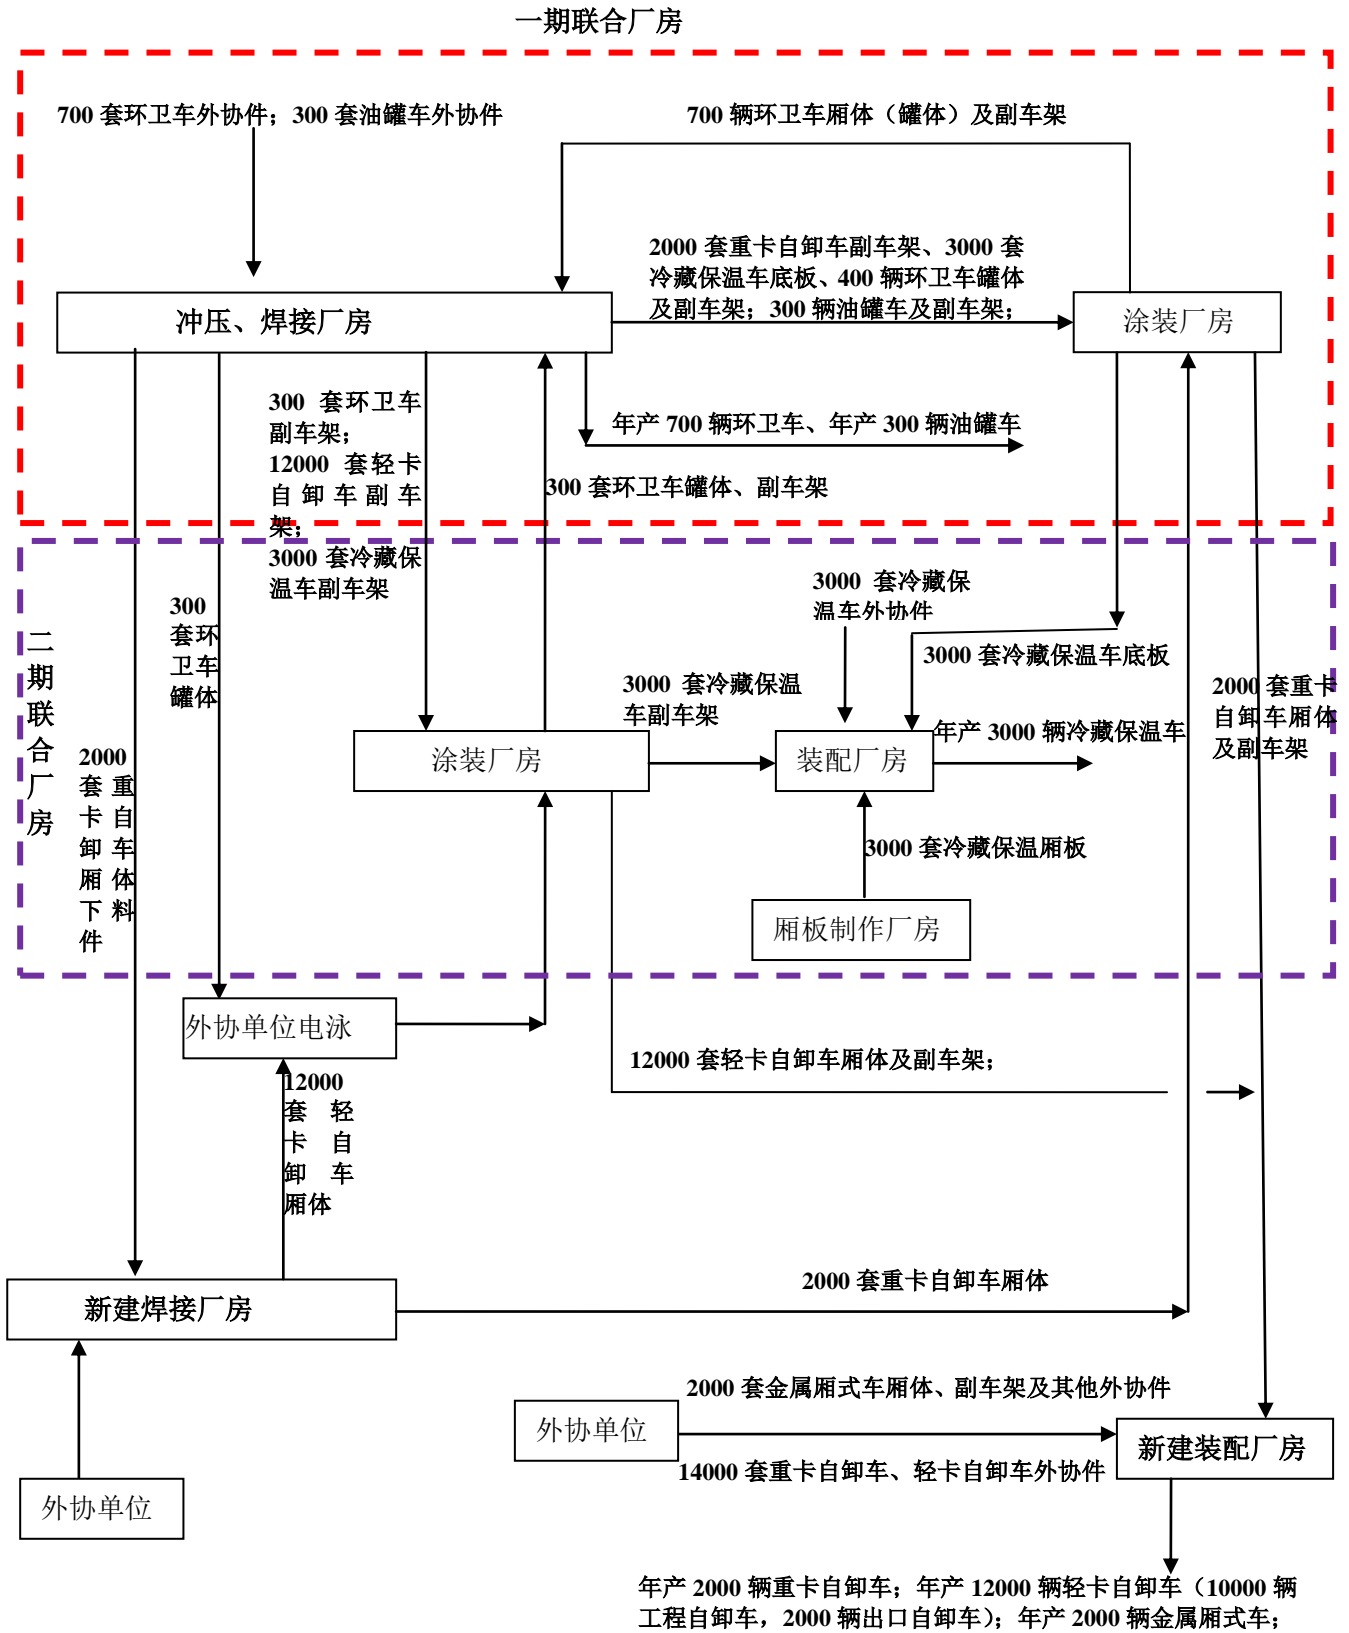 一期联合厂房
700 套环卫车外协件；300 套油罐车外协件
700 辆环卫车厢体（罐体）及副车架
2000 套重卡自卸车副车架、3000 套
冷藏保温车底板、400 辆环卫车罐体
及副车架；300 辆油罐车及副车架；
冲压、焊接厂房
涂装厂房
300 套环卫车
副车架；
12000 套轻卡
自卸车副车
架；
3000 套冷藏保
温车副车架
年产 700 辆环卫车、年产 300 辆油罐车
300 套环卫车罐体、副车架
二
期
联
合
厂
房
300
套环
卫车
罐体
3000 套冷藏保
温车外协件
3000 套冷藏保温车底板
3000 套冷藏保温
车副车架
2000 套重卡
自卸车厢体
及副车架
年产 3000 辆冷藏保温车
涂装厂房
装配厂房
2000
套重
卡自
卸车
厢体
下料
件
3000 套冷藏保温厢板
厢板制作厂房
外协单位电泳
12000 套轻卡自卸车厢体及副车架；
12000
套轻
卡自
卸车
厢体
2000 套重卡自卸车厢体
新建焊接厂房
2000 套金属厢式车厢体、副车架及其他外协件
外协单位
新建装配厂房
14000 套重卡自卸车、轻卡自卸车外协件
外协单位
年产 2000 辆重卡自卸车；年产 12000 辆轻卡自卸车（10000 辆
工程自卸车，2000 辆出口自卸车）；年产 2000 辆金属厢式车；